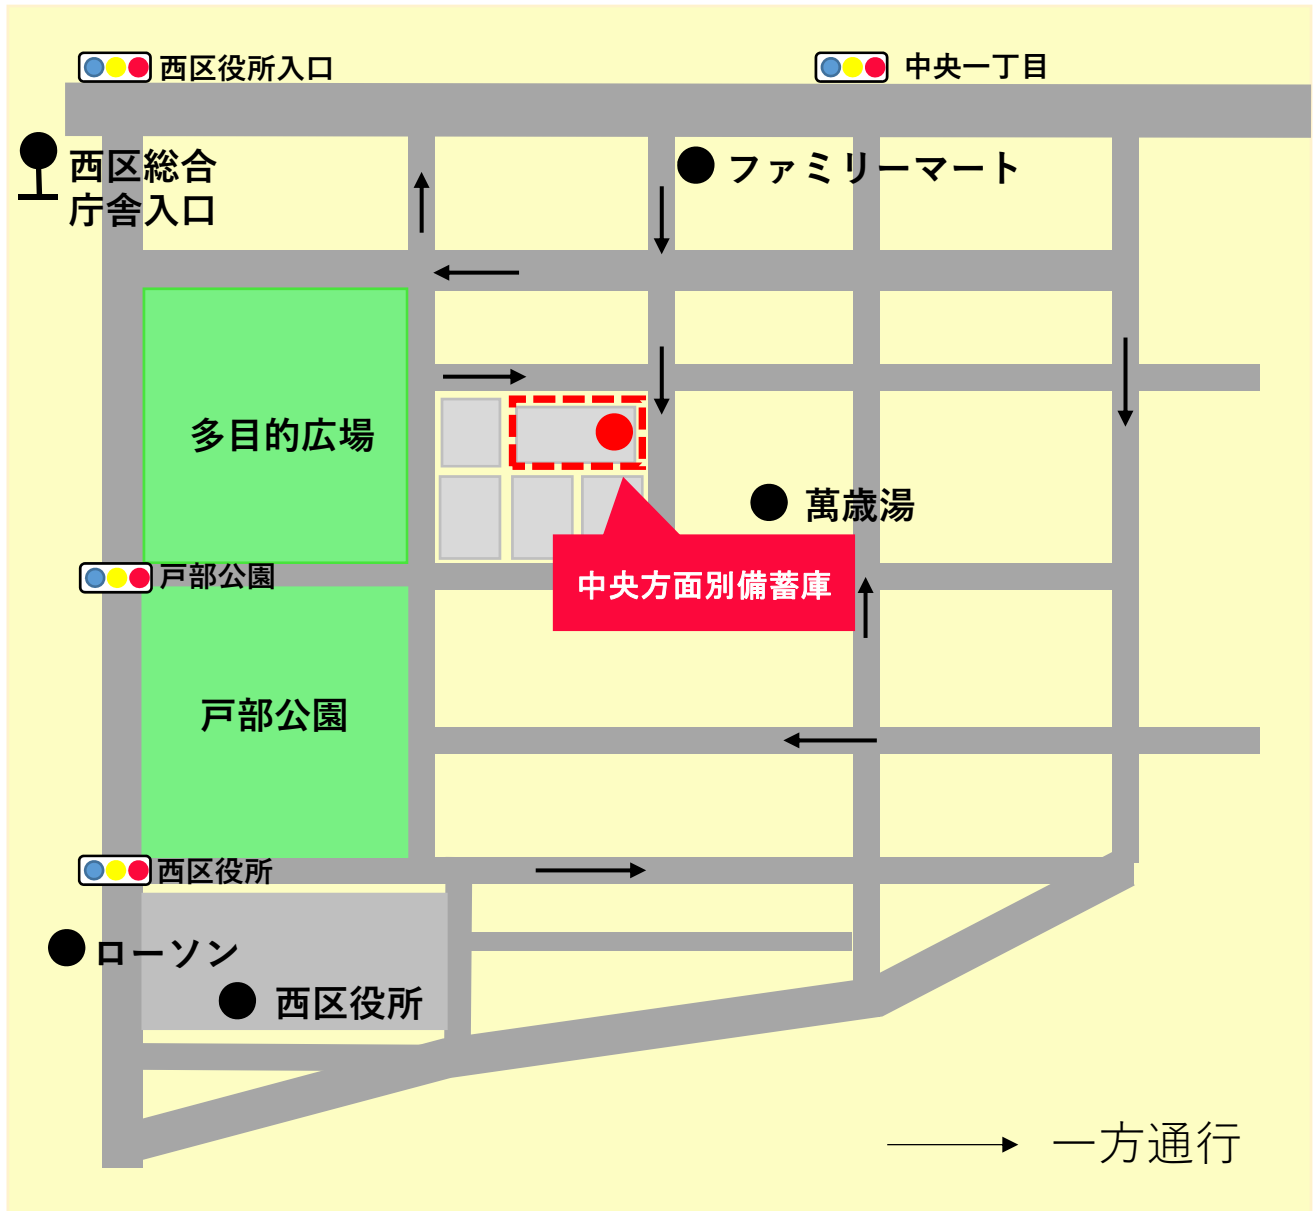 西区役所入口
中央一丁目
西区総合
庁舎入口
ファミリーマート
多目的広場
萬歳湯
戸部公園
中央方面別備蓄庫
戸部公園
西区役所
ローソン
西区役所
一方通行